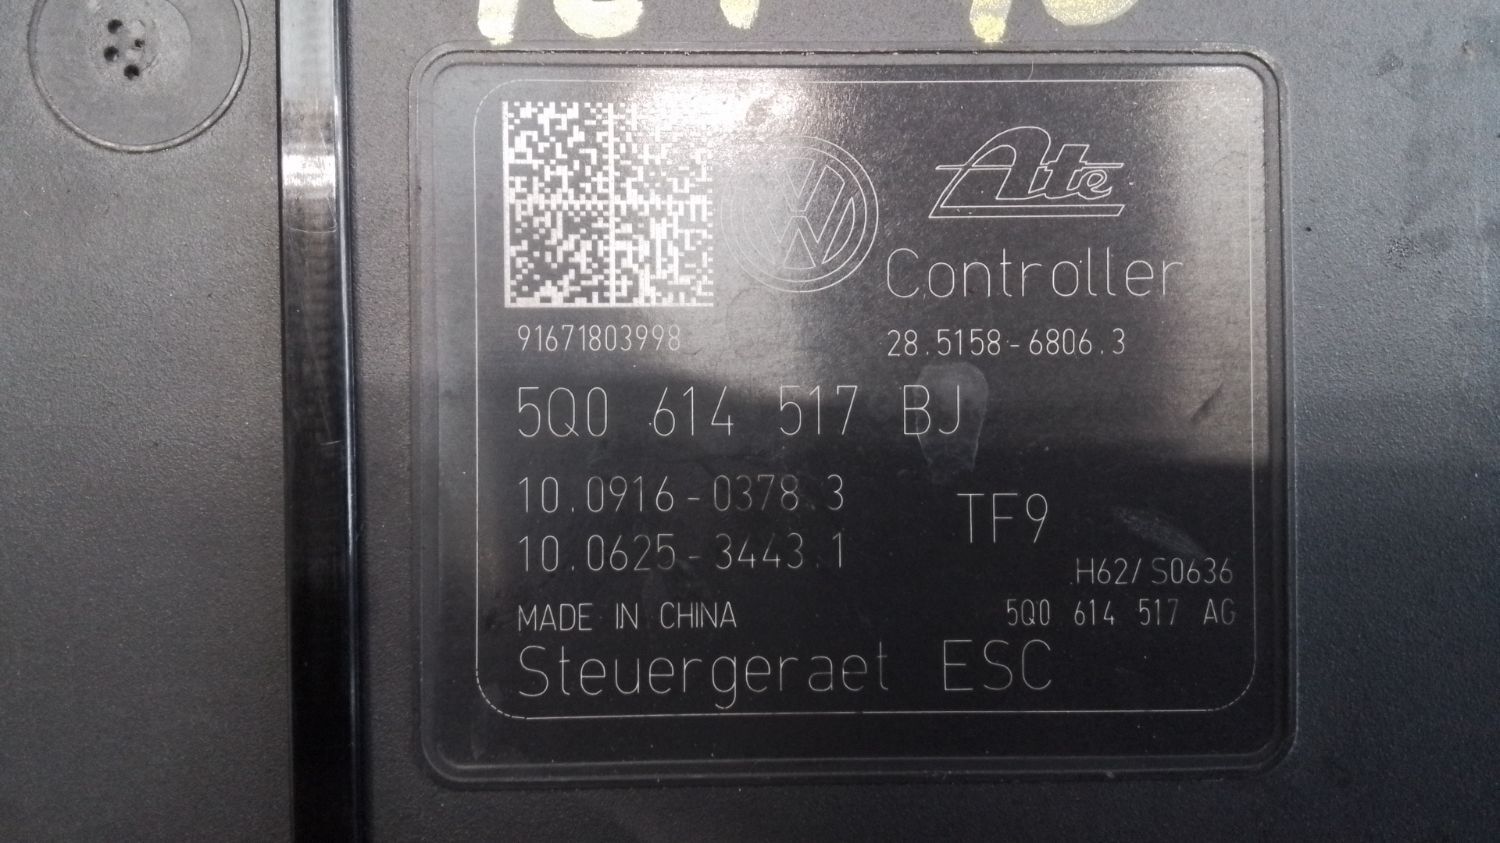 Ate
Controller
91671803998
28.5158-6806.3
5Q0 614 517 BJ
10.0916-0378.3
10.0625-3443.1
TF9
H62/S0636
MADE IN CHINA
5Q0 614 517 AG
Steuergeraet ESC